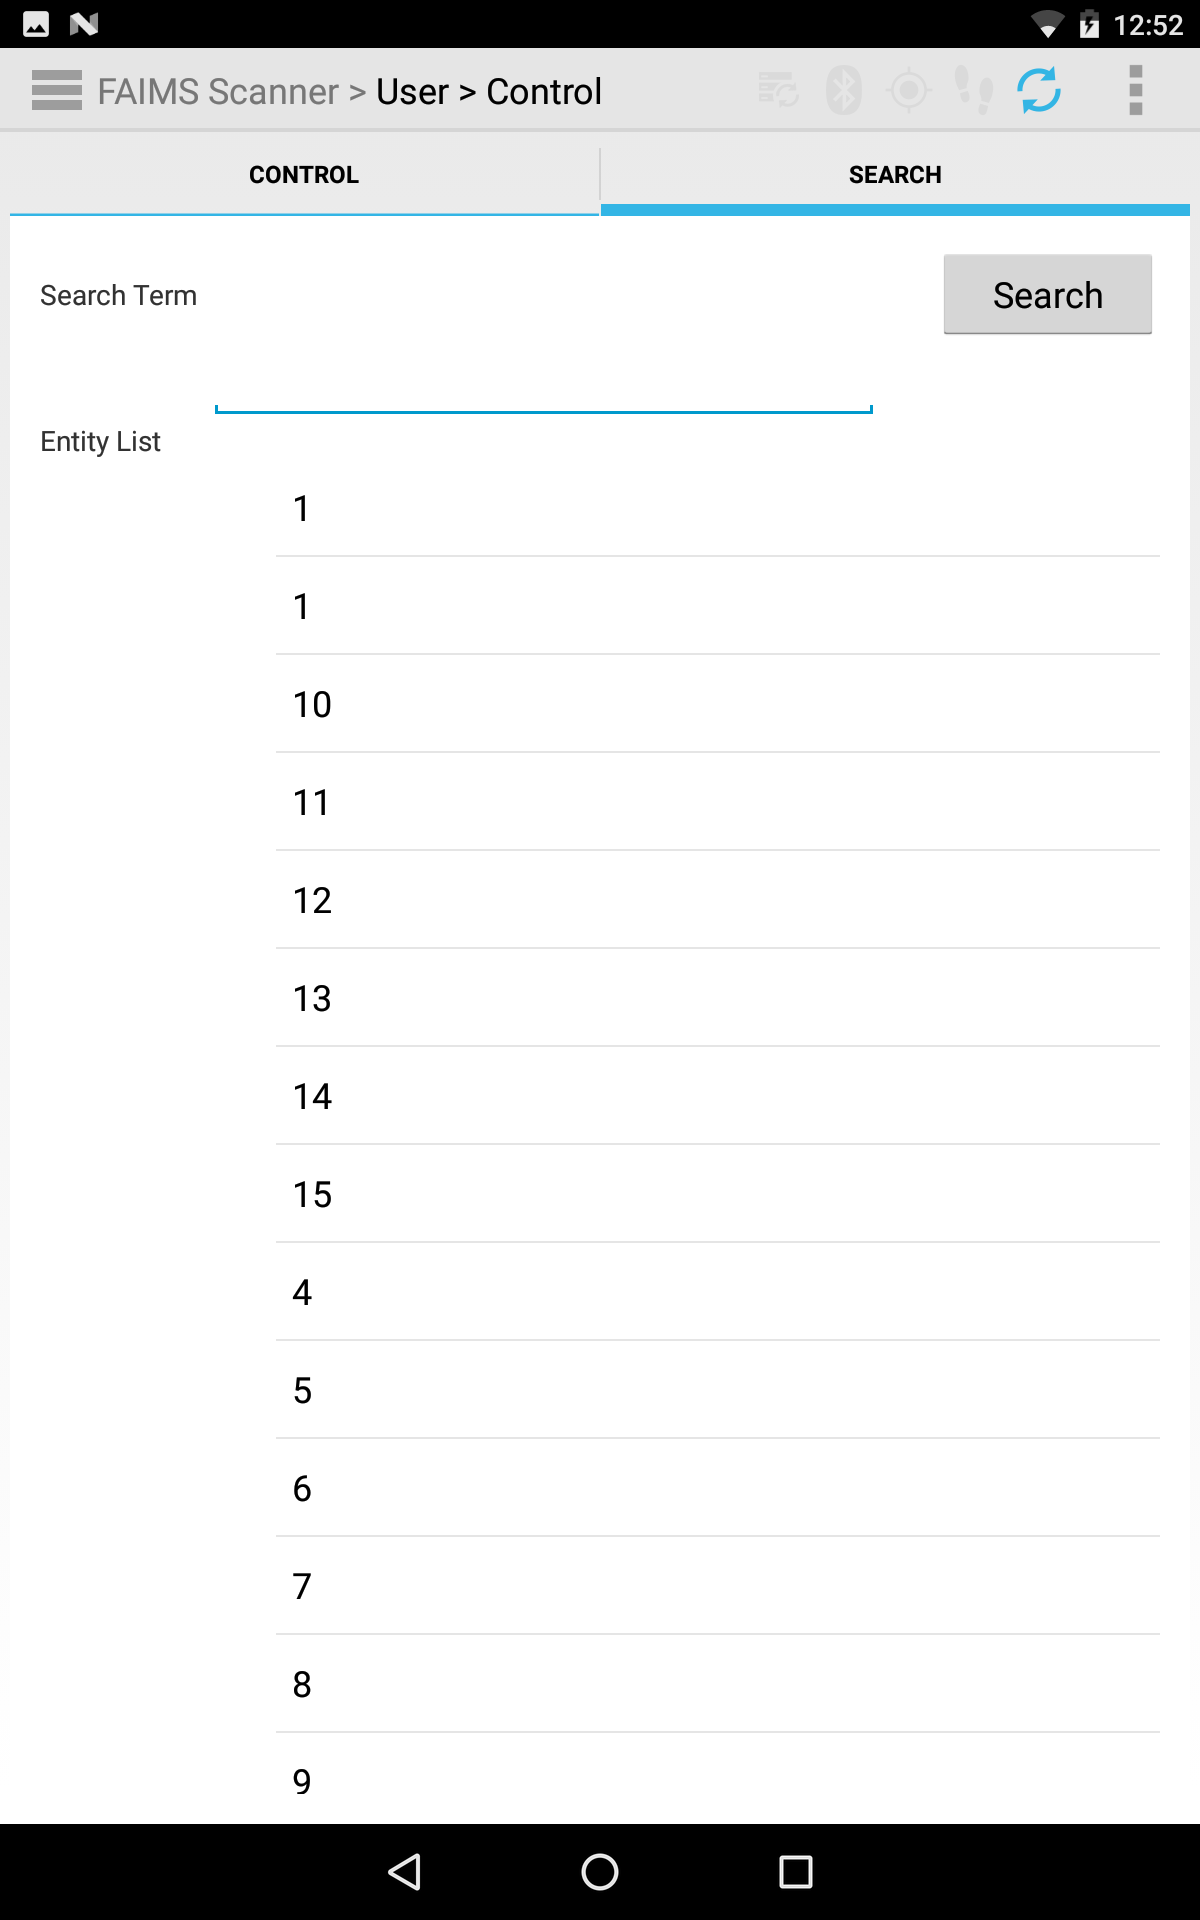 12:52
FAIMS Scanner > User > Control
CONTROL
SEARCH
Search Term
Search
Entity List
1
1
10
11
12
13
14
15
4
5
6
7
8
9